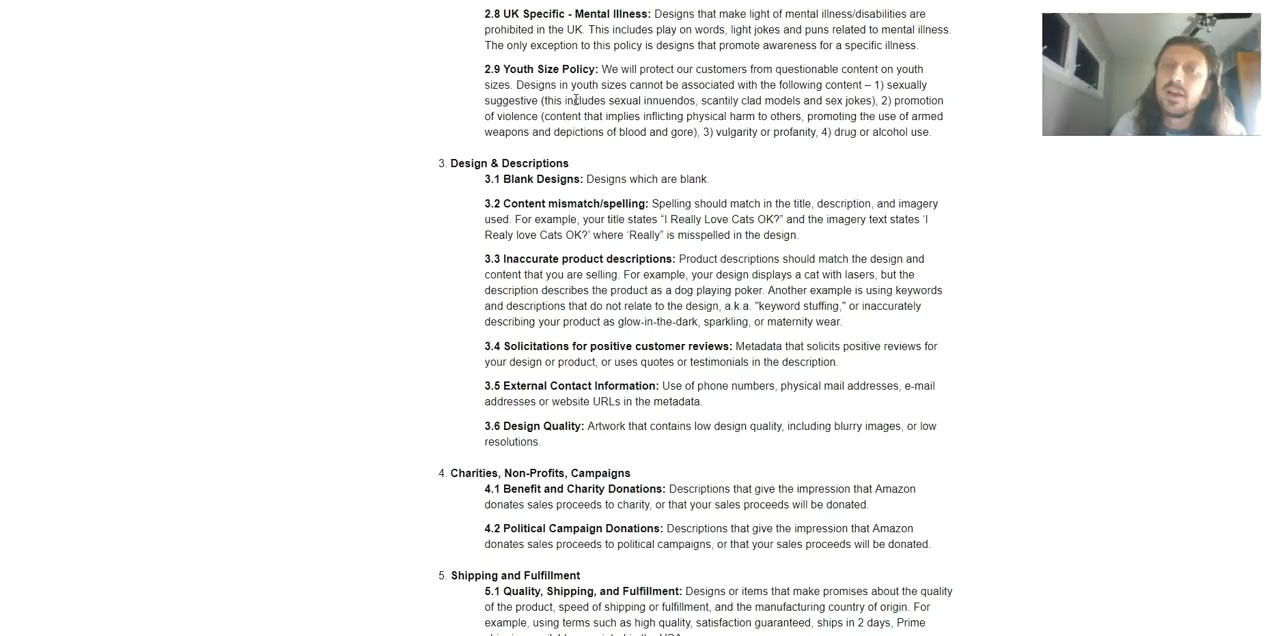 2.8 UK Specific - Mental Illness: Designs that make light of mental illness/disabilities are
prohibited in the UK. This includes play on words, light jokes and puns related to mental illness.
The only exception to this policy is designs that promote awareness for a specific illness.
2.9 Youth Size Policy: We will protect our customers from questionable content on youth
sizes. Designs in youth sizes cannot be associated with the following content – 1) sexually
suggestive (this includes sexual innuendos, scantily clad models and sex jokes), 2) promotion
of violence (content that implies inflicting physical harm to others, promoting the use of armed
weapons and depictions of blood and gore), 3) vulgarity or profanity, 4) drug or alcohol use.
3. Design & Descriptions
3.1 Blank Designs: Designs which are blank.
3.2 Content mismatch/spelling: Spelling should match in the title, description, and imagery
used. For example, your title states “I Really Love Cats OK?” and the imagery text states ‘I
Realy love Cats OK?’ where ‘Really” is misspelled in the design.
3.3 Inaccurate product descriptions: Product descriptions should match the design and
content that you are selling. For example, your design displays a cat with lasers, but the
description describes the product as a dog playing poker. Another example is using keywords
and descriptions that do not relate to the design, a.k.a. "keyword stuffing," or inaccurately
describing your product as glow-in-the-dark, sparkling, or maternity wear.
3.4 Solicitations for positive customer reviews: Metadata that solicits positive reviews for
your design or product, or uses quotes or testimonials in the description.
3.5 External Contact Information: Use of phone numbers, physical mail addresses, e-mail
addresses or website URLs in the metadata.
3.6 Design Quality: Artwork that contains low design quality, including blurry images, or low
resolutions.
4. Charities, Non-Profits, Campaigns
4.1 Benefit and Charity Donations: Descriptions that give the impression that Amazon
donates sales proceeds to charity, or that your sales proceeds will be donated.
4.2 Political Campaign Donations: Descriptions that give the impression that Amazon
donates sales proceeds to political campaigns, or that your sales proceeds will be donated.
5. Shipping and Fulfillment
5.1 Quality, Shipping, and Fulfillment: Designs or items that make promises about the quality
of the product, speed of shipping or fulfillment, and the manufacturing country of origin. For
example, using terms such as high quality, satisfaction guaranteed, ships in 2 days, Prime